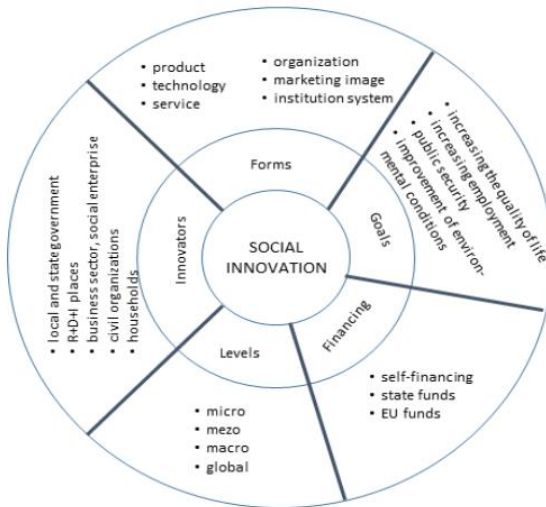 • product
• technology
• service
• organization
• marketing image
• institution system
Forms
• increasing the quality of life
• increasing employment
• public security
• improvement of environ-
mental conditions
Goals
SOCIAL
INNOVATION
Innovators
• local and stategovernment
• R+D+I places
• business sector, social enterprise
• civil organizations
• households
Financing
• self-financing
• state funds
• EU funds
Levels
• micro
• mezo
• macro
• global